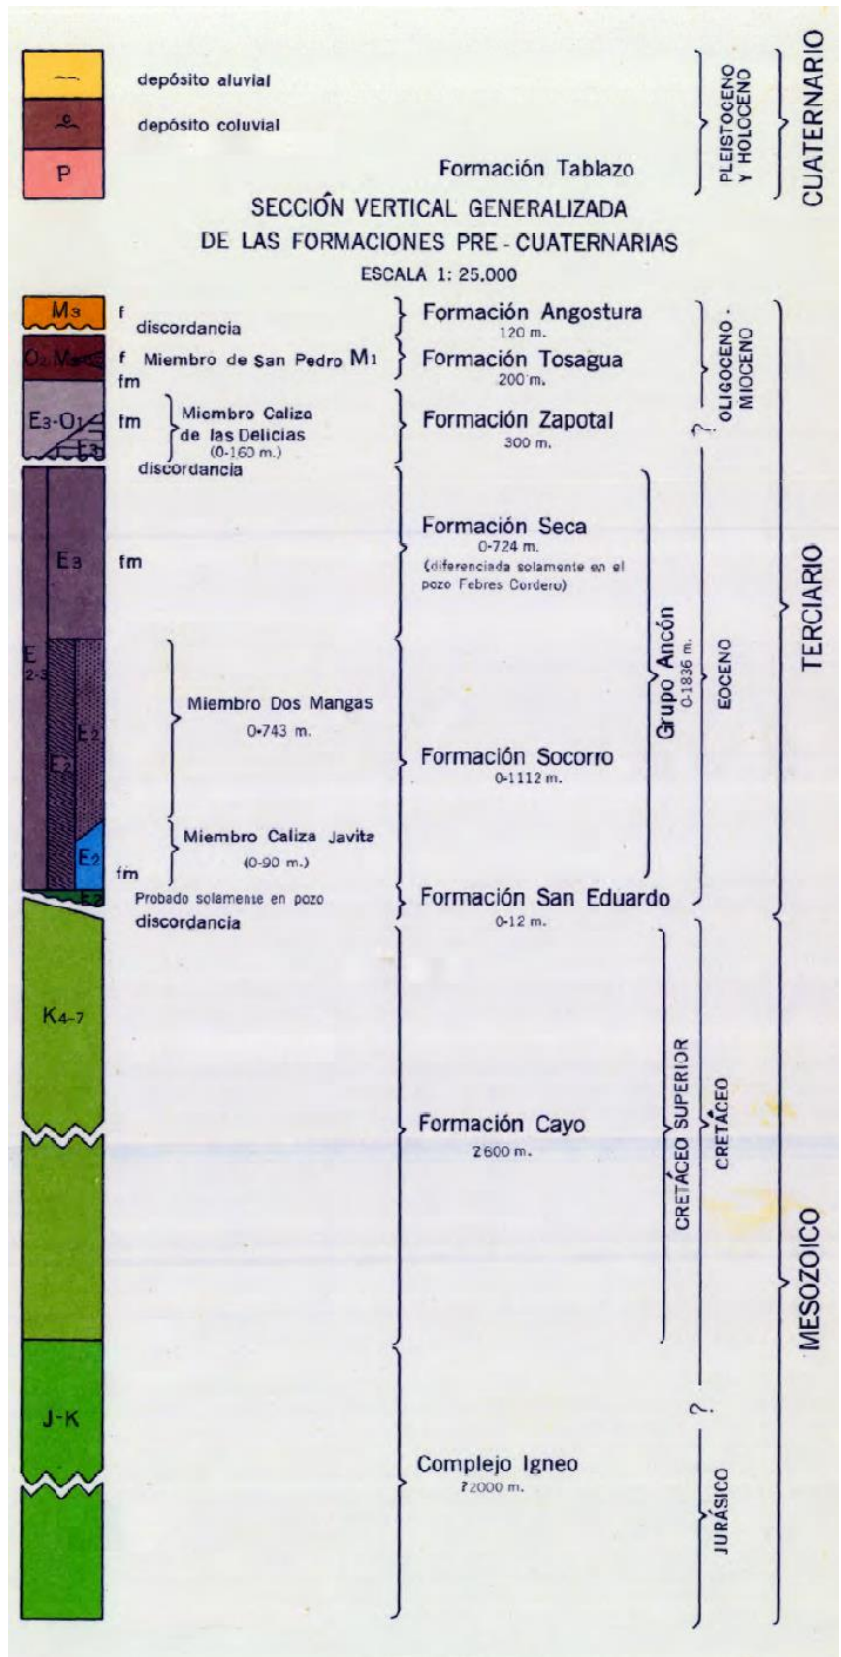 depósito aluvial
depósito coluvial
P
Formación Tablazo
PLEISTOCENO
Y HOLOCENO
CUATERNARIO
SECCIÓN VERTICAL GENERALIZADA
DE LAS FORMACIONES PRE-CUATERNARIAS
ESCALA 1: 25.000
M3
f
discordancia
Formación Angostura
120 m.
f Miembro de San Pedro M1
fm
Formación Tosagua
200 m.
OLIGOCENO-
MIOCENO
E3-O1
E3
fm
Miembro Caliza
de las Delicias
(0-160 m.)
Formación Zapotal
300 m.
?
discordancia
E3
fm
Formación Seca
0-724 m.
(diferenciada solamente en el
pozo Febres Cordero)
Grupo Ancón
0-1836 m.
EOCENO
TERCIARIO
E
2-3
E2
E2
Miembro Dos Mangas
0-743 m.
Formación Socorro
0-1112 m.
E2
Miembro Caliza Javita
(0-90 m.)
fm
E2
Probado solamente en pozo
Formación San Eduardo
0-12 m.
discordancia
K4-7
Formación Cayo
2600 m.
CRETÁCEO SUPERIOR
CRETÁCEO
MESOZOICO
J-K
?
Complejo Igneo
?2000 m.
JURÁSICO